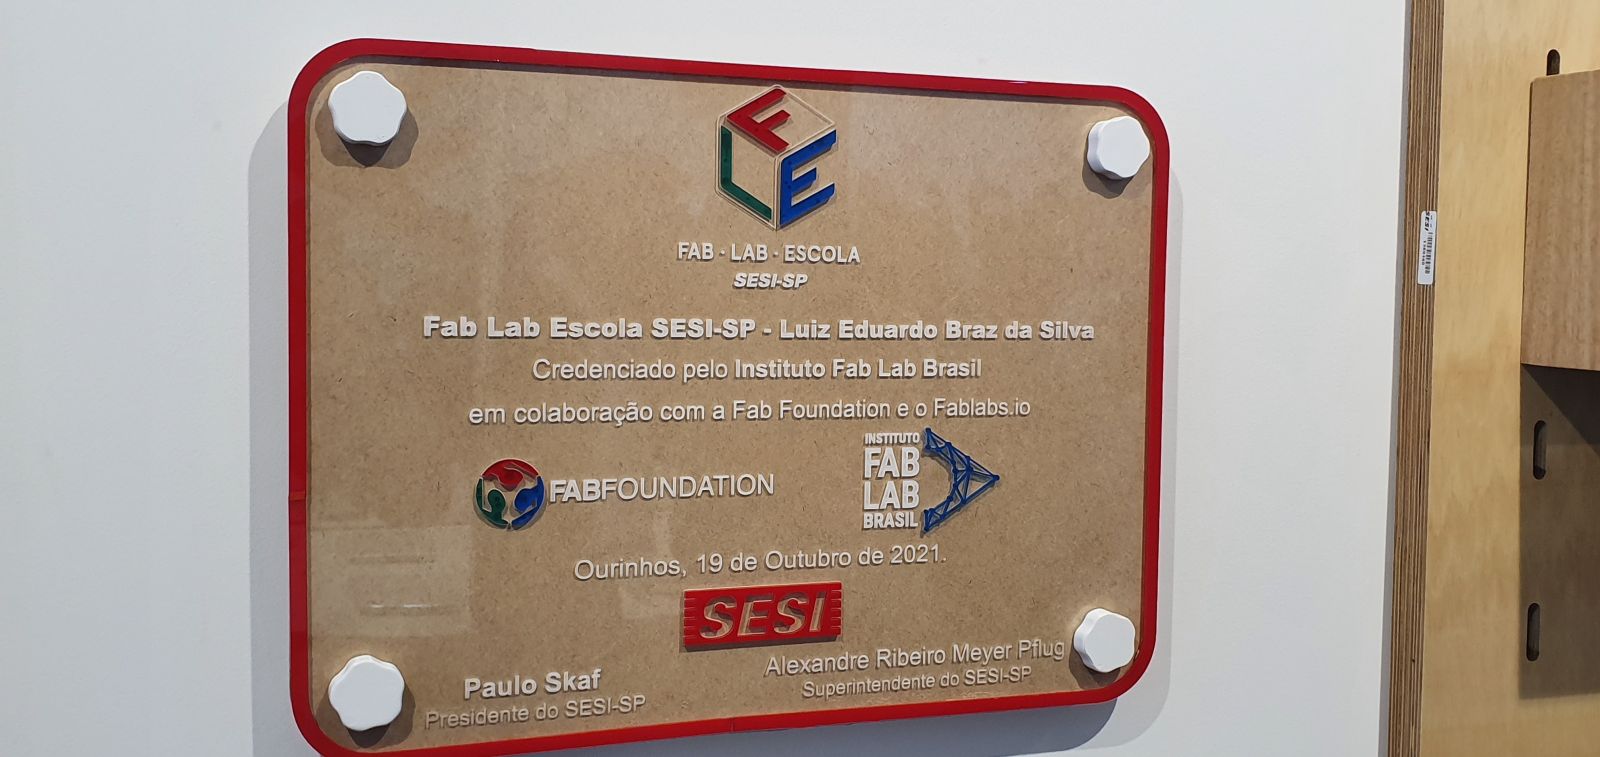 FLE
FAB · LAB · ESCOLA
SESI-SP
Fab Lab Escola SESI-SP - Luiz Eduardo Braz da Silva
Credenciado pelo Instituto Fab Lab Brasil
em colaboração com a Fab Foundation e o Fablabs.io
FABFOUNDATION
INSTITUTO
FAB
LAB
BRASIL
Ourinhos, 19 de Outubro de 2021.
SESI
Paulo Skaf
Presidente do SESI-SP
Alexandre Ribeiro Meyer Pflug
Superintendente do SESI-SP
SESI